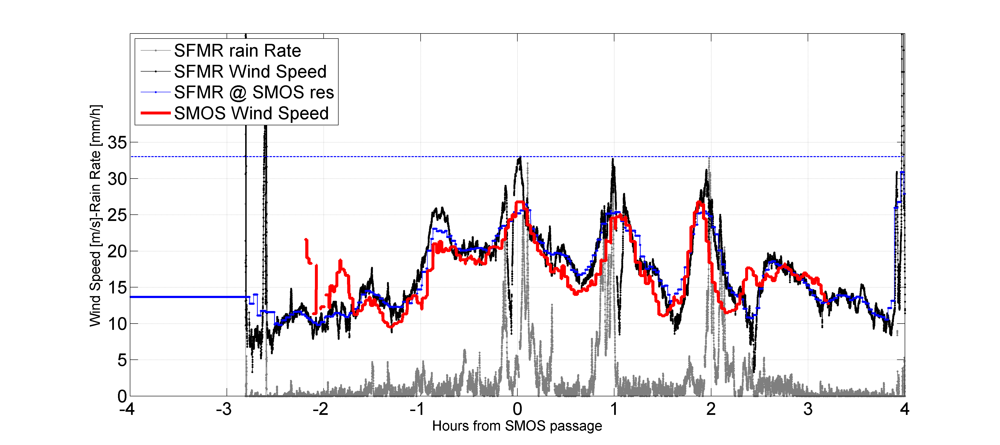 SFMR rain Rate
SFMR Wind Speed
SFMR @ SMOS res
SMOS Wind Speed
Wind Speed [m/s]-Rain Rate [mm/h]
35
30
25
20
15
10
5
0
-4 -3 -2 -1 0 1 2 3 4
Hours from SMOS passage